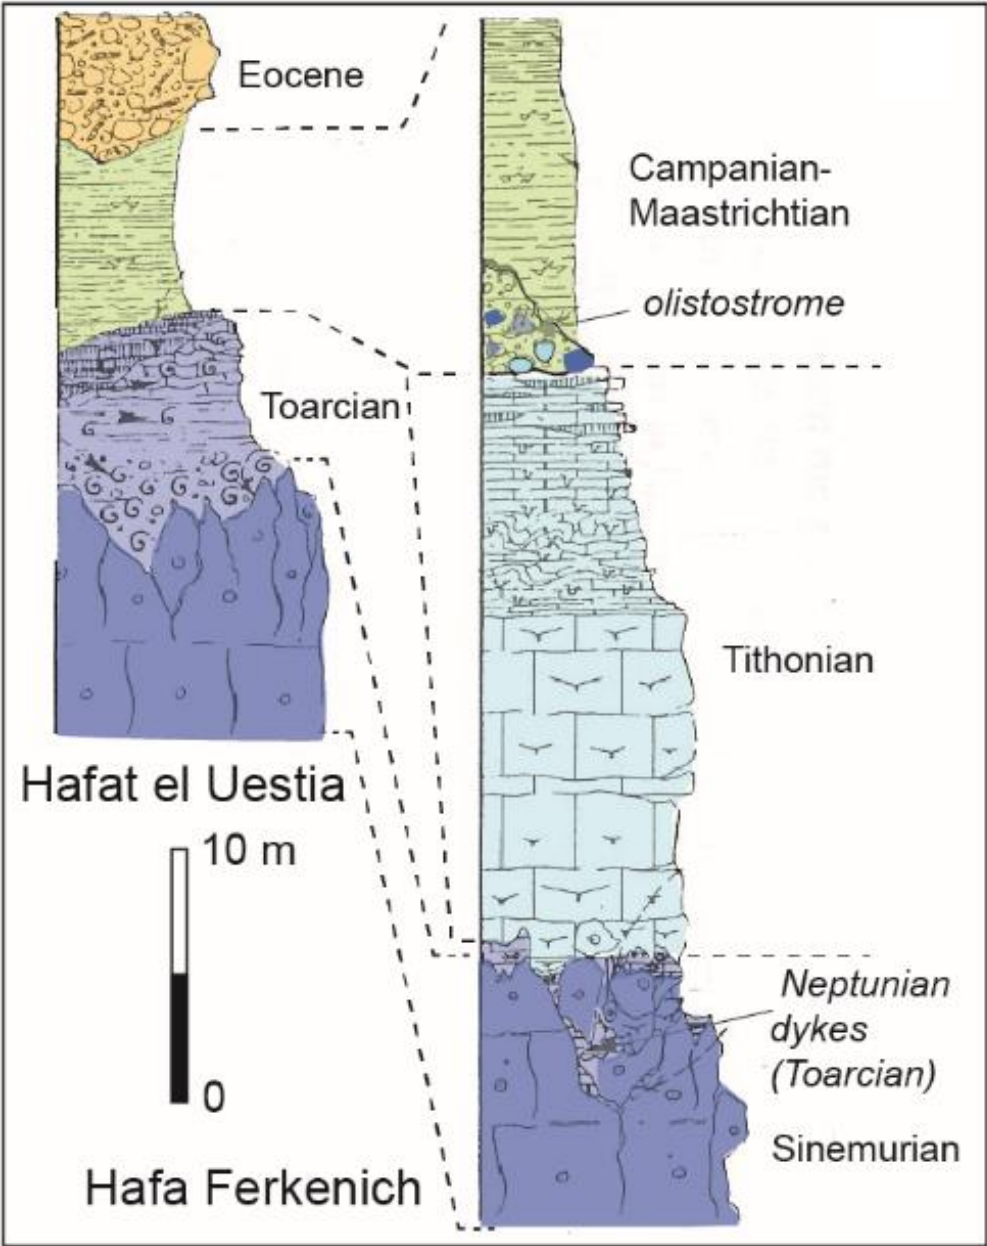 Eocene
Campanian-
Maastrichtian
olistostrome
Toarcian
Tithonian
Hafat el Uestia
10 m
0
Neptunian
dykes
(Toarcian)
Sinemurian
Hafa Ferkenich